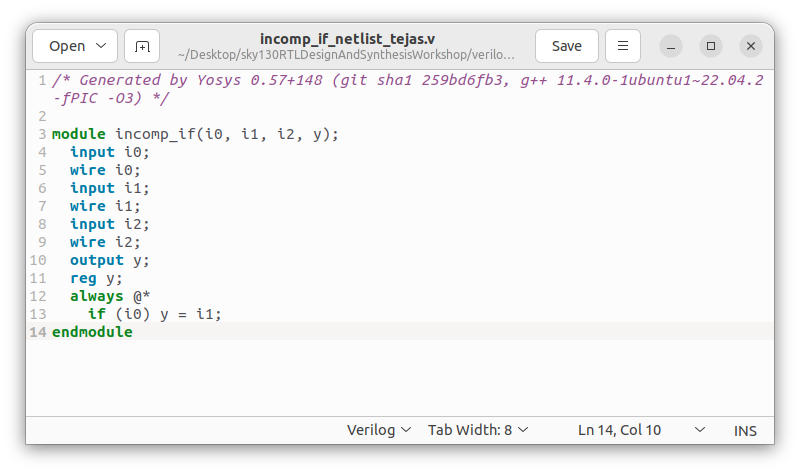 Open
incomp_if_netlist_tejas.v
~/Desktop/sky130RTLDesignAndSynthesisWorkshop/verilo...
Save
1 /* Generated by Yosys 0.57+148 (git sha1 259bd6fb3, g++ 11.4.0-1ubuntu1~22.04.2
-fPIC -O3) */
2
3 module incomp_if(i0, i1, i2, y);
4   input i0;
5   wire i0;
6   input i1;
7   wire i1;
8   input i2;
9   wire i2;
10   output y;
11   reg y;
12   always @*
13     if (i0) y = i1;
14 endmodule
Verilog Tab Width: 8 Ln 14, Col 10 INS